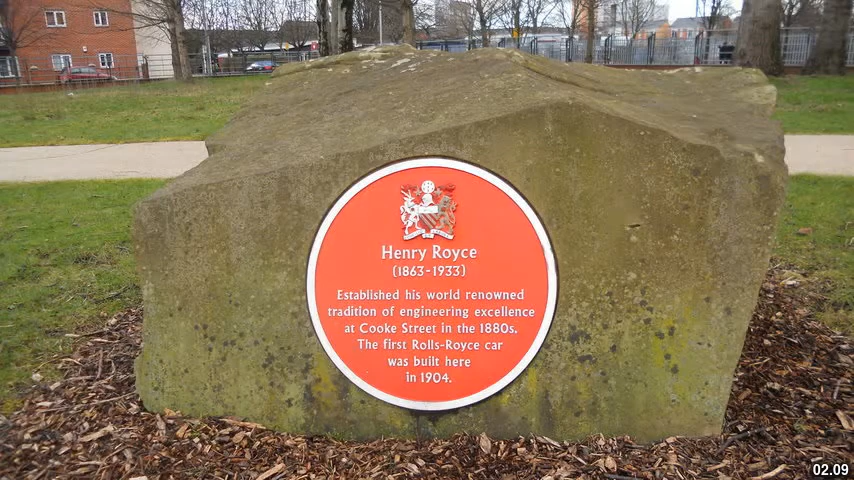 Henry Royce
(1863-1933)
Established his world renowned
tradition of engineering excellence
at Cooke Street in the 1880s.
The first Rolls-Royce car
was built here
in 1904.
02.09